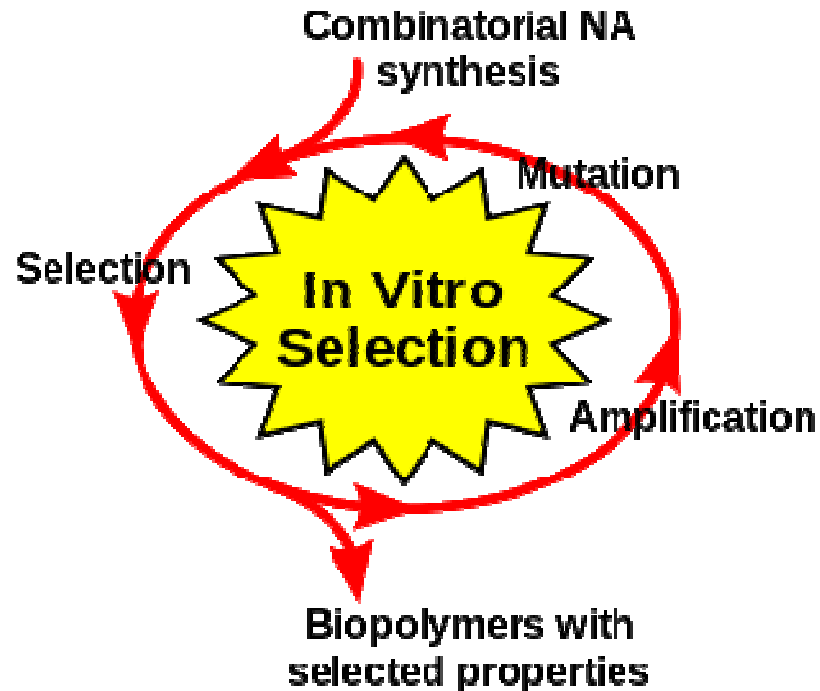 Combinatorial NA
synthesis
Mutation
Selection
In Vitro
Selection
Amplification
Biopolymers with
selected properties